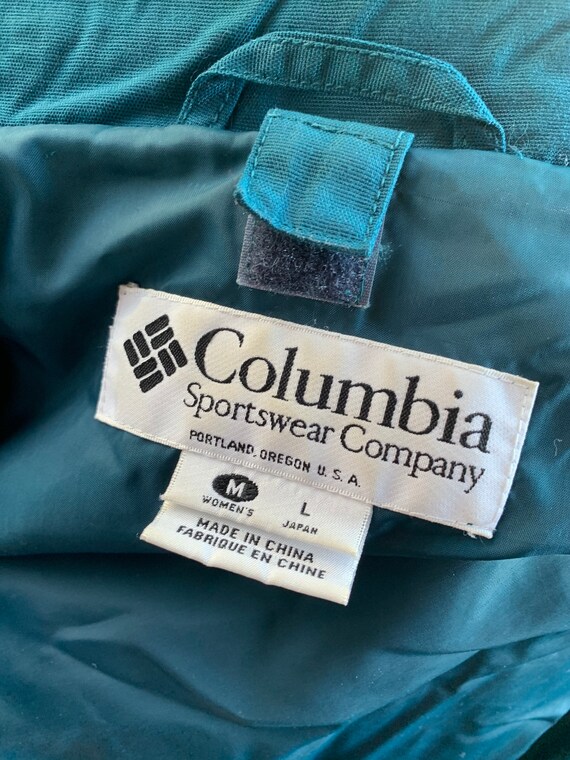 Columbia
Sportswear Company
PORTLAND, OREGON U.S.A.
M L
WOMEN'S JAPAN
MADE IN CHINA
FABRIQUE EN CHINE